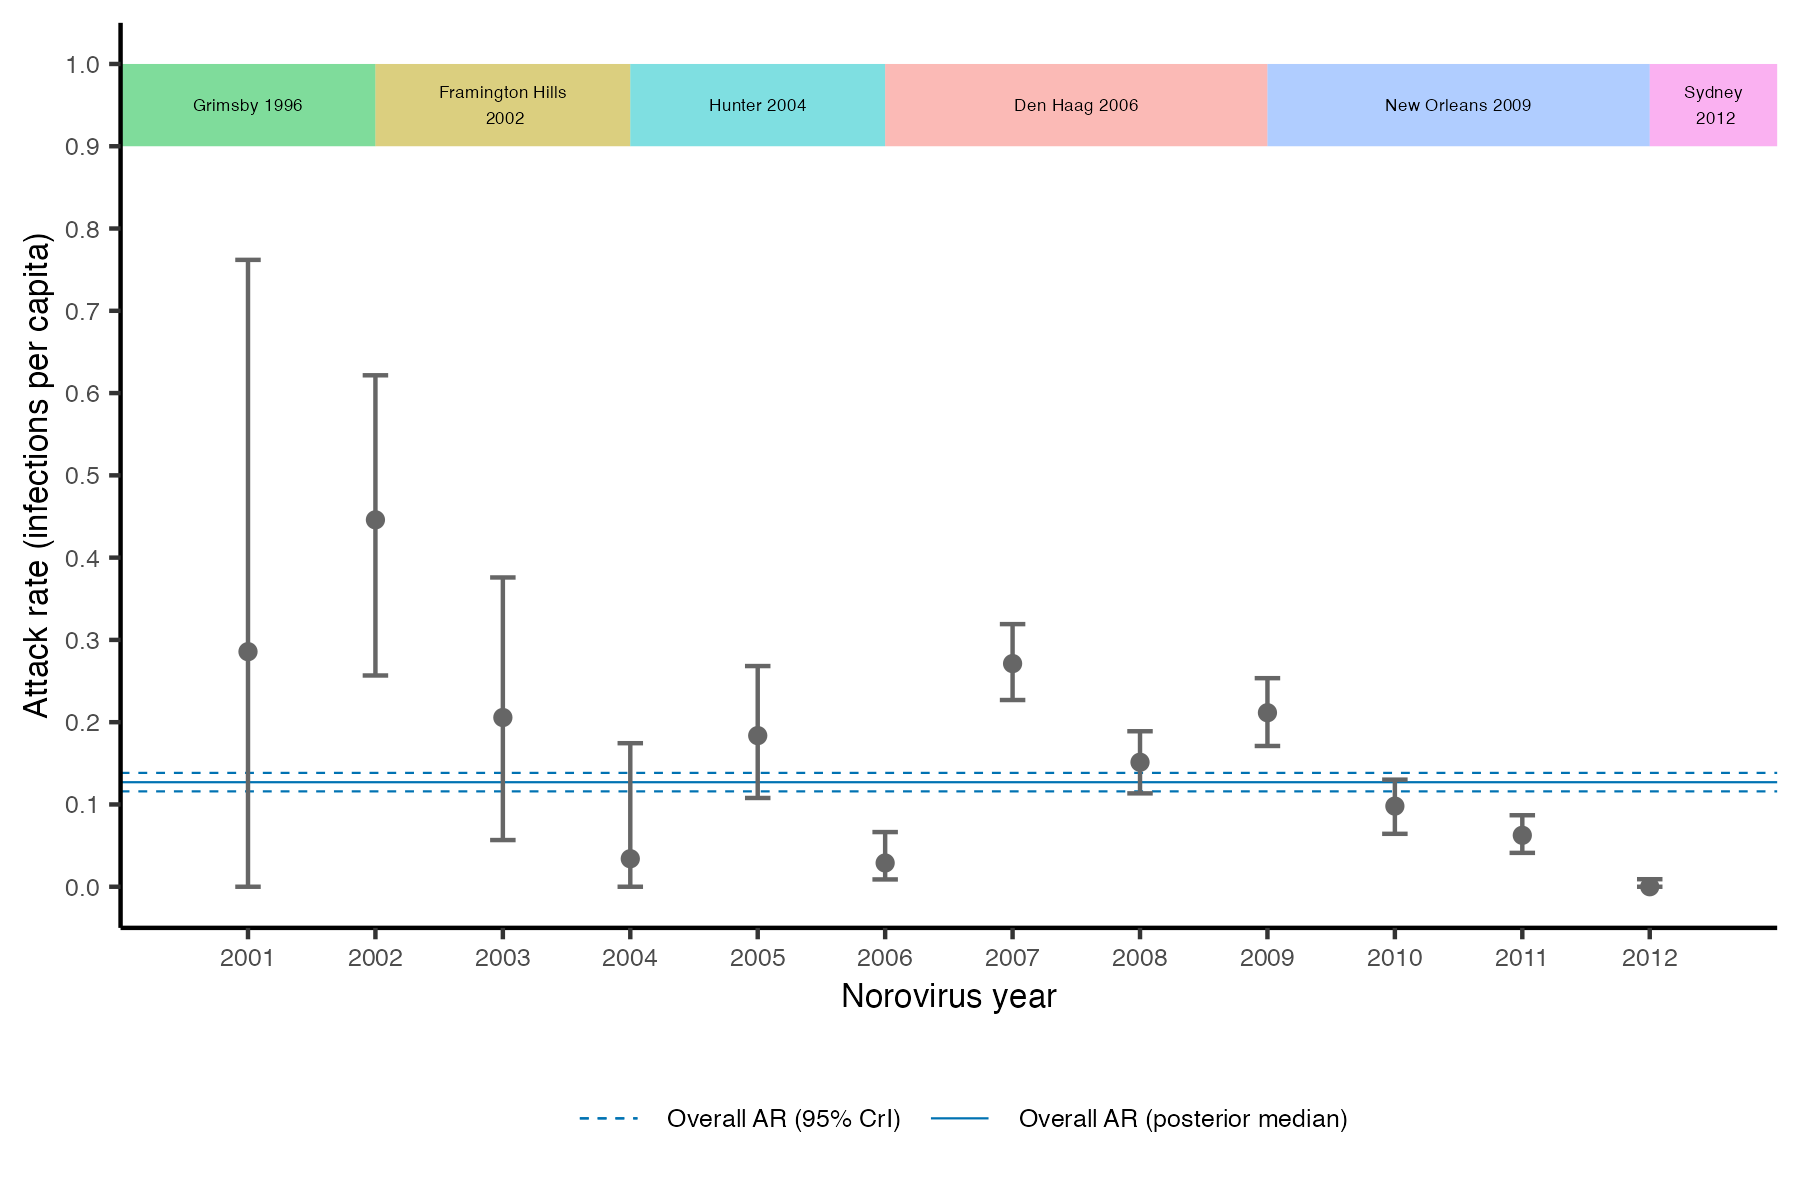 1.0
0.9
0.8
0.7
0.6
0.5
0.4
0.3
0.2
0.1
0.0
Attack rate (infections per capita)
Grimsby 1996
Framington Hills
2002
Hunter 2004
Den Haag 2006
New Orleans 2009
Sydney
2012
2001 2002 2003 2004 2005 2006 2007 2008 2009 2010 2011 2012
Norovirus year
Overall AR (95% CrI) Overall AR (posterior median)